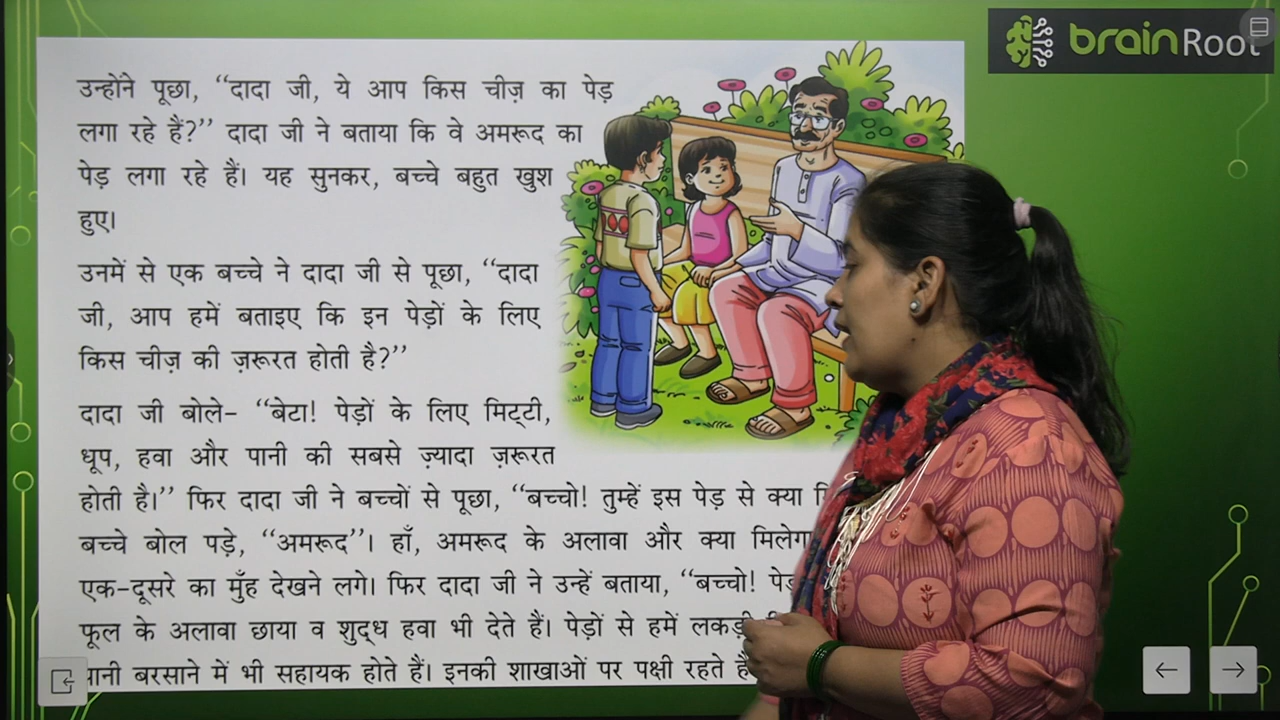 brainRoot
उन्होंने पूछा, “दादा जी, ये आप किस चीज़ का पेड़
लगा रहे हैं?” दादा जी ने बताया कि वे अमरूद का
पेड़ लगा रहे हैं। यह सुनकर, बच्चे बहुत खुश
हुए।
उनमें से एक बच्चे ने दादा जी से पूछा, “दादा
जी, आप हमें बताइए कि इन पेड़ों के लिए
किस चीज़ की ज़रूरत होती है?”
दादा जी बोले– “बेटा! पेड़ों के लिए मिट्टी,
धूप, हवा और पानी की सबसे ज़्यादा ज़रूरत
होती है।” फिर दादा जी ने बच्चों से पूछा, “बच्चो! तुम्हें इस पेड़ से क्या
बच्चे बोल पड़े, “अमरूद”। हाँ, अमरूद के अलावा और क्या
एक-दूसरे का मुँह देखने लगे। फिर दादा जी ने उन्हें बताया, “बच्चो!
फूल के अलावा छाया व शुद्ध हवा भी देते हैं। पेड़ों से हमें
पानी बरसाने में भी सहायक होते हैं। इनकी शाखाओं पर पक्षी रहते